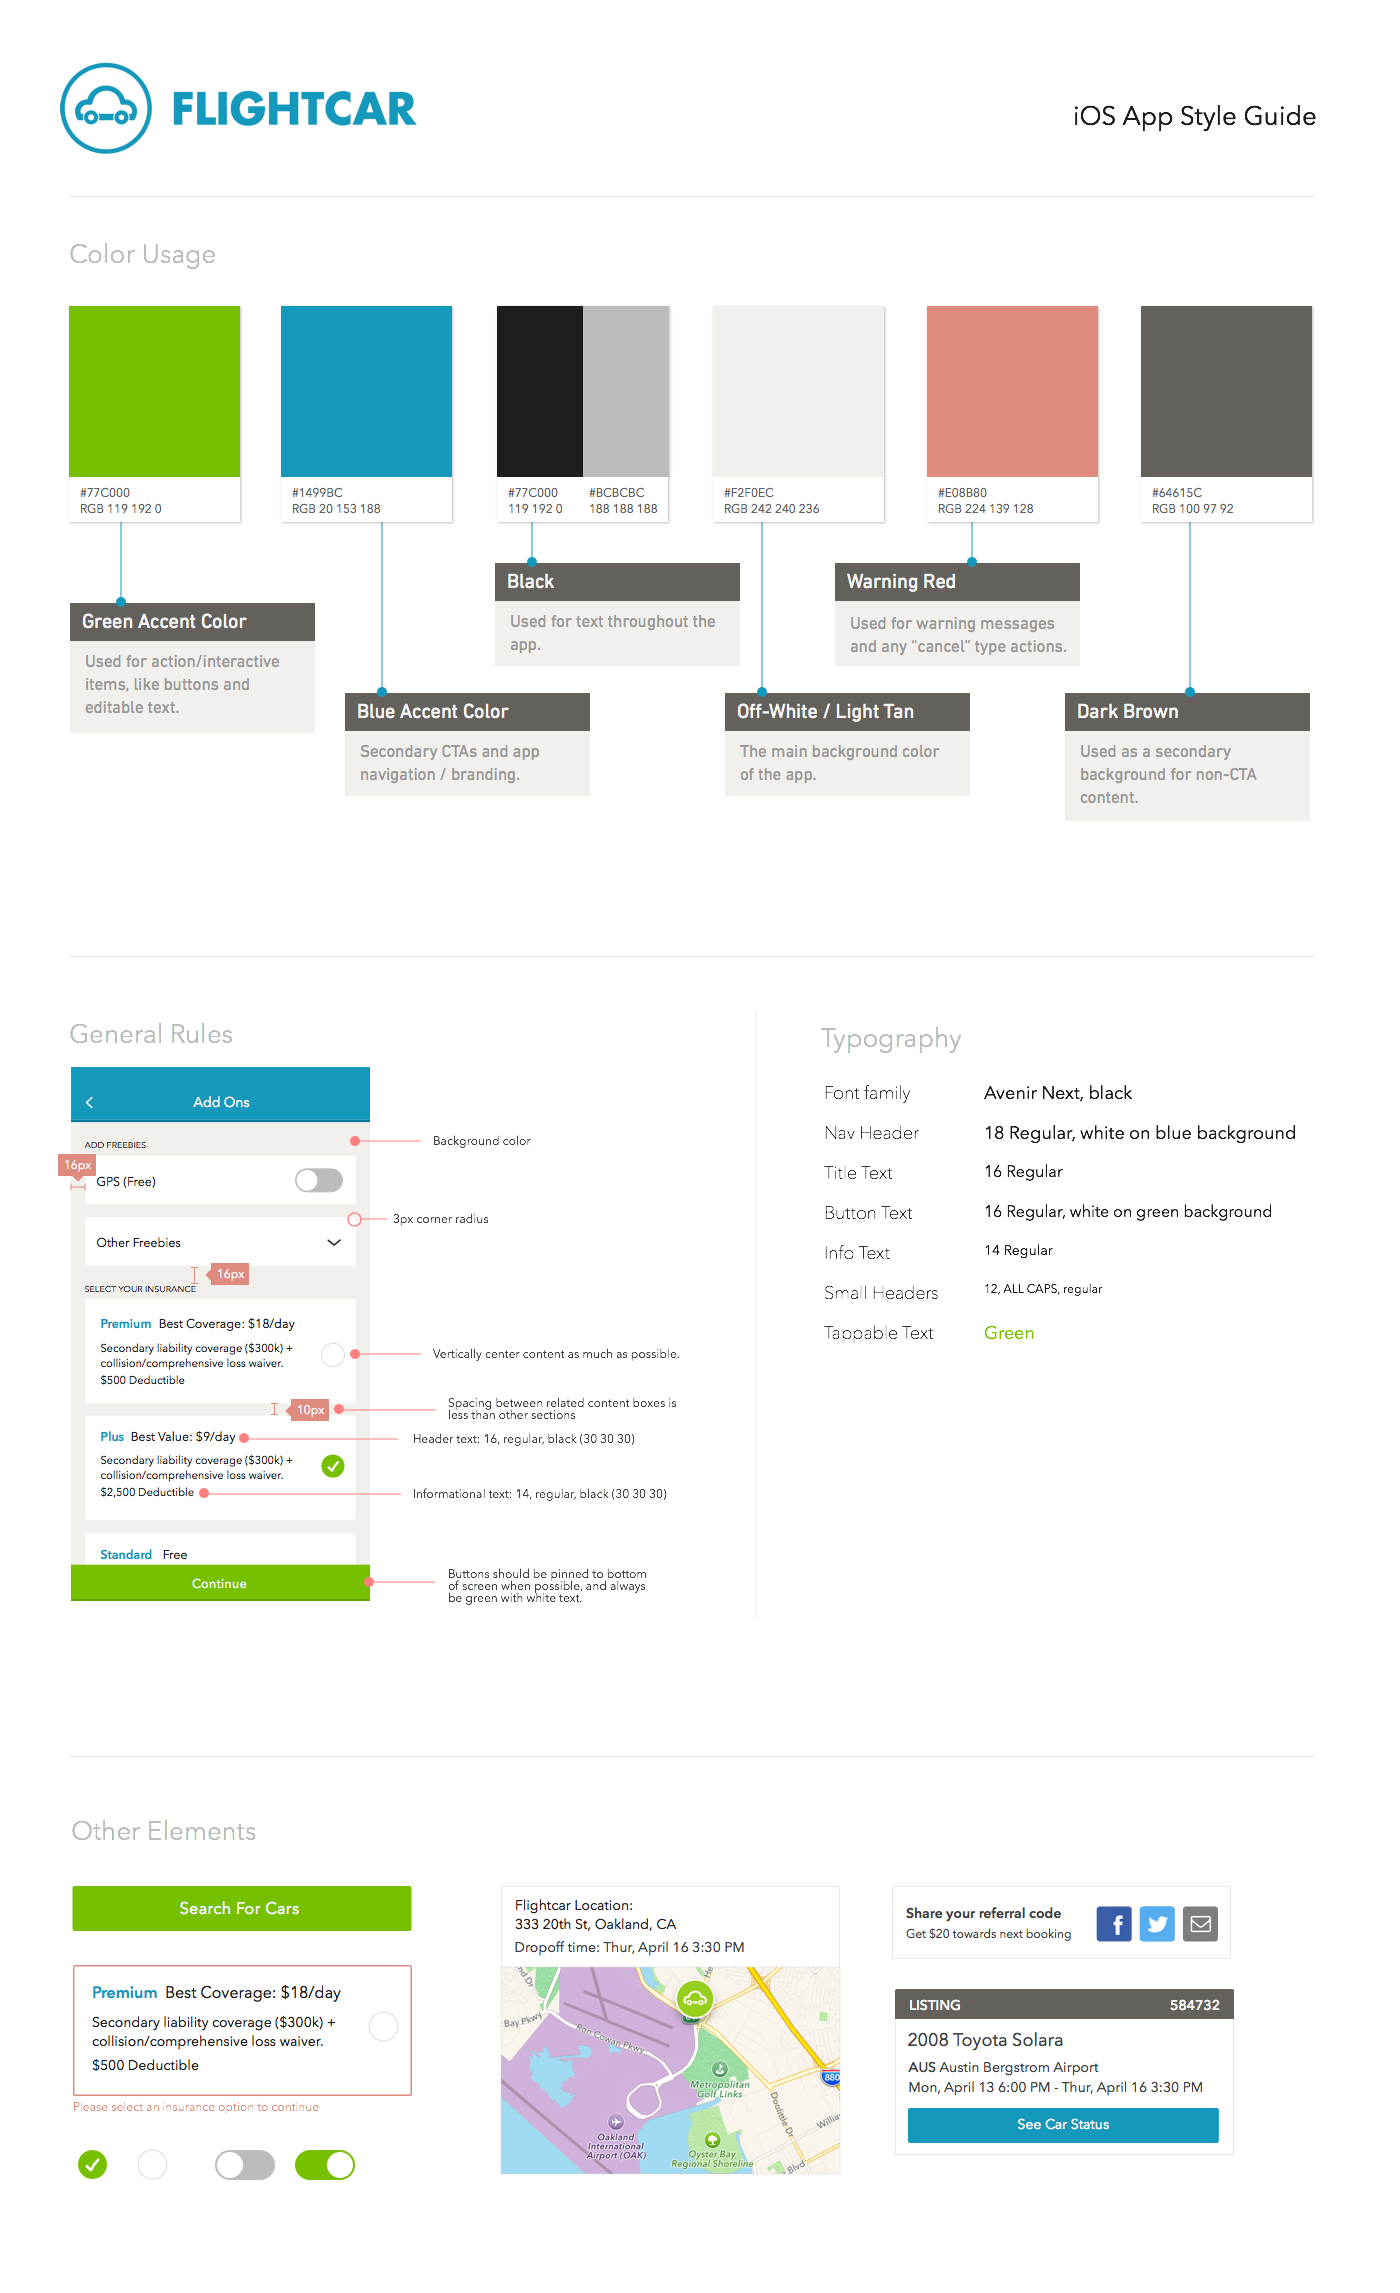 FLIGHTCAR
iOS App Style Guide
Color Usage
#77C000
RGB 119 192 0
#1499BC
RGB 20 153 188
#77C000
119 192 0
#BCBCBC
188 188 188
#F2F0EC
RGB 242 240 236
#E08B80
RGB 224 139 128
#64615C
RGB 100 97 92
Green Accent Color
Used for action/interactive
items, like buttons and
editable text.
Blue Accent Color
Secondary CTAs and app
navigation / branding.
Black
Used for text throughout the
app.
Off-White / Light Tan
The main background color
of the app.
Warning Red
Used for warning messages
and any “cancel” type actions.
Dark Brown
Used as a secondary
background for non-CTA
content.
General Rules
Add Ons
ADD FREEBIES
16px
GPS (Free)
Other Freebies
16px
SELECT YOUR INSURANCE
Premium Best Coverage: $18/day
Secondary liability coverage ($300k) +
collision/comprehensive loss waiver.
$500 Deductible
10px
Plus Best Value: $9/day
Secondary liability coverage ($300k) +
collision/comprehensive loss waiver.
$2,500 Deductible
Standard Free
Continue
Background color
3px corner radius
Vertically center content as much as possible.
Spacing between related content boxes is
less than other sections
Header text: 16, regular, black (30 30 30)
Informational text: 14, regular, black (30 30 30)
Buttons should be pinned to bottom
of screen when possible, and always
be green with white text.
Typography
Font family Avenir Next, black
Nav Header 18 Regular, white on blue background
Title Text 16 Regular
Button Text 16 Regular, white on green background
Info Text 14 Regular
Small Headers 12, ALL CAPS, regular
Tappable Text Green
Other Elements
Search For Cars
Premium Best Coverage: $18/day
Secondary liability coverage ($300k) +
collision/comprehensive loss waiver.
$500 Deductible
Please select an insurance option to continue
Flightcar Location:
333 20th St, Oakland, CA
Dropoff time: Thur, April 16 3:30 PM
nd Dr
He
Bay Pkwy
Ron Cowan Pkwy
880
Metropolitan
Golf Links
Doolittle Dr
Willia
Oakland
International
Airport (OAK)
Oyster Bay
Regional Shoreline
Blvd
Share your referral code
Get $20 towards next booking
f
LISTING 584732
2008 Toyota Solara
AUS Austin Bergstrom Airport
Mon, April 13 6:00 PM - Thur, April 16 3:30 PM
See Car Status